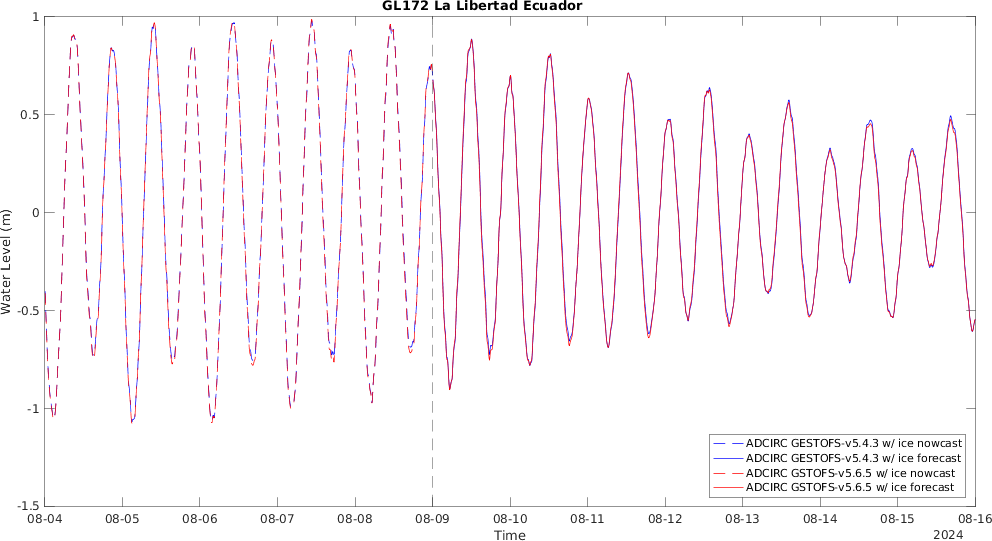 GL172 La Libertad Ecuador
1
0.5
0
-0.5
-1
-1.5
Water Level (m)
ADCIRC GESTOFS-v5.4.3 w/ ice nowcast
ADCIRC GESTOFS-v5.4.3 w/ ice forecast
ADCIRC GSTOFS-v5.6.5 w/ ice nowcast
ADCIRC GSTOFS-v5.6.5 w/ ice forecast
08-04 08-05 08-06 08-07 08-08 08-09 08-10 08-11 08-12 08-13 08-14 08-15 08-16
Time
2024